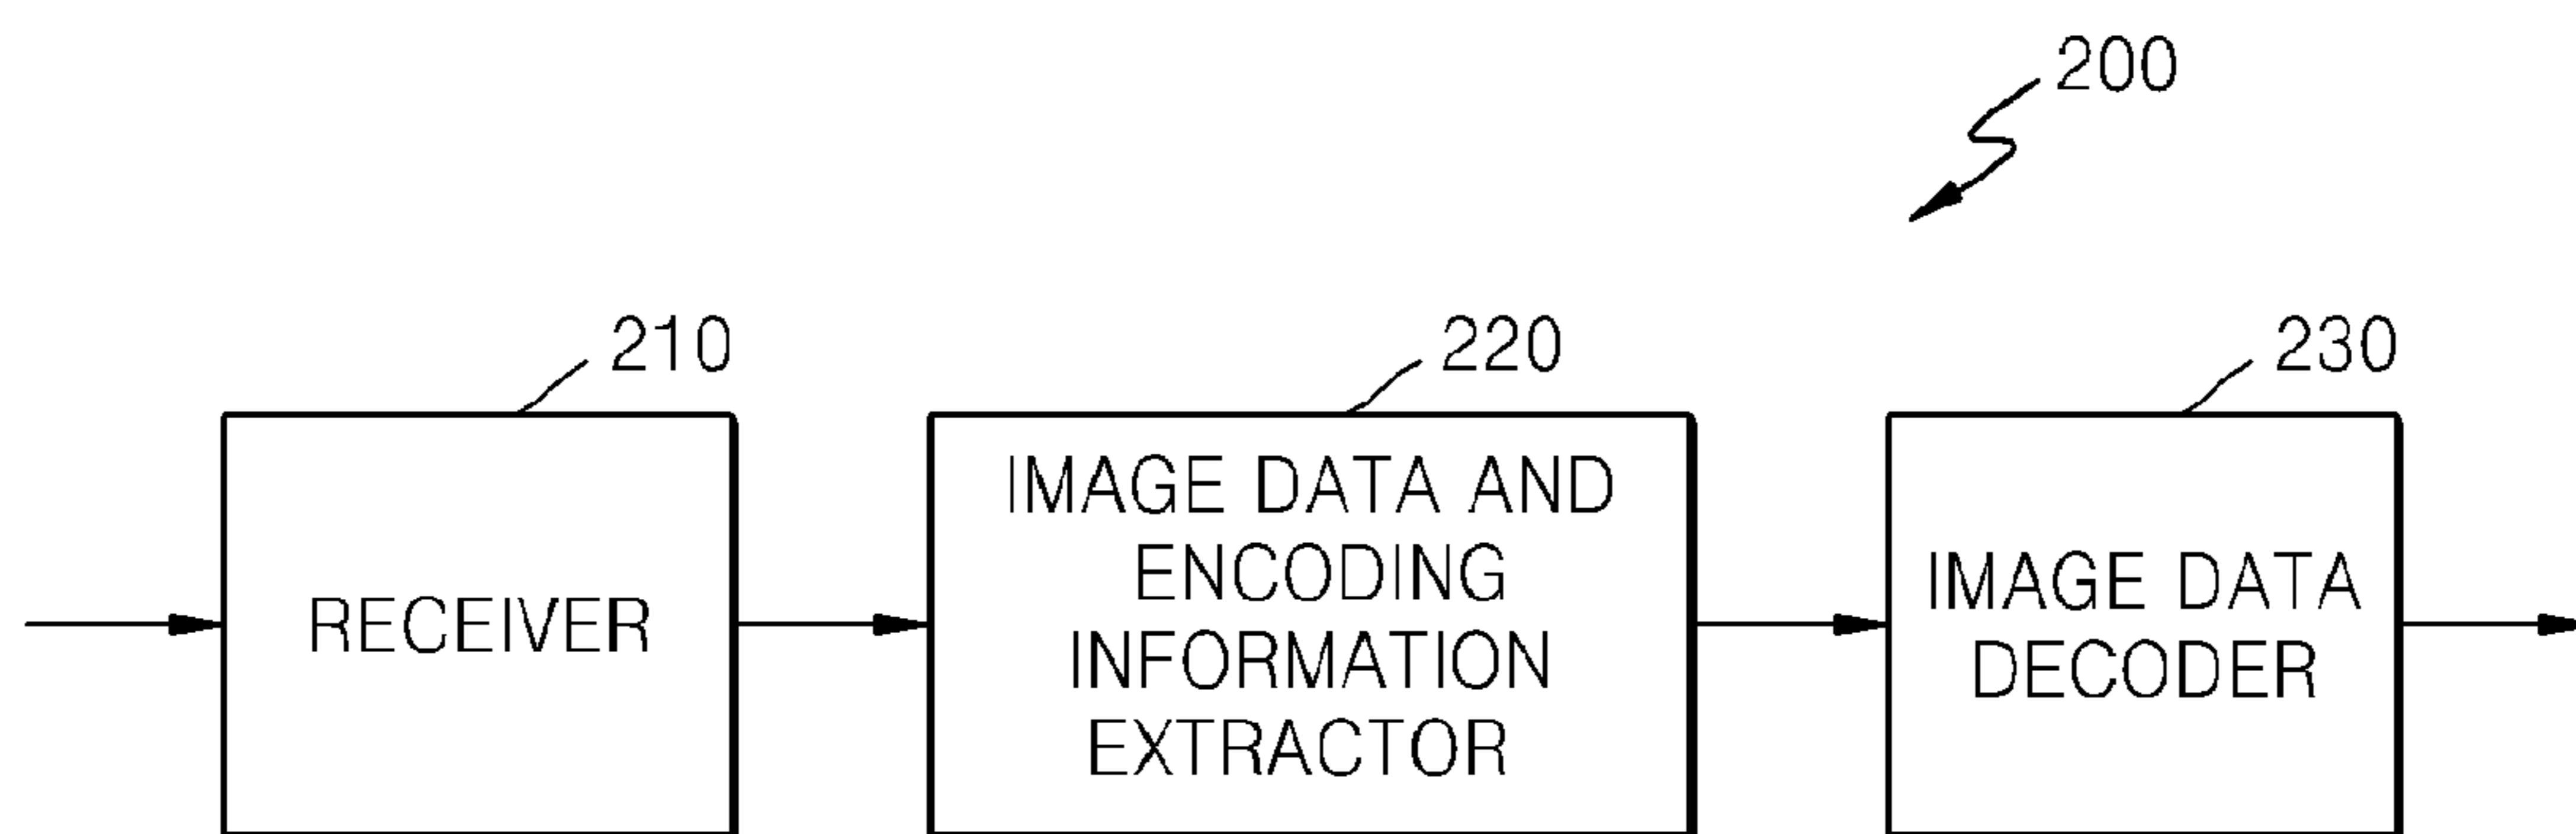 200
210
220
230
RECEIVER
IMAGE DATA AND
ENCODING
INFORMATION
EXTRACTOR
IMAGE DATA
DECODER